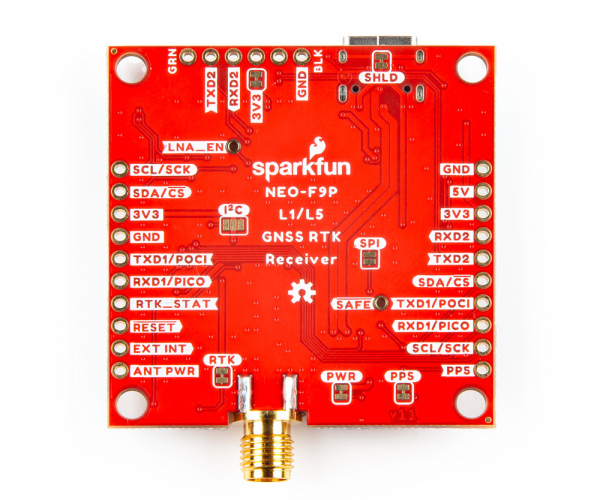 GRN
TXD2
RXD2
3V3
GND
BLK
SHLD
LNA_EN
sparkfun
NEO-F9P
L1/L5
GNSS RTK
Receiver
SCL/SCK
SDA/CS
3V3
GND
TXD1/POCI
RXD1/PICO
RTK_STAT
RESET
EXT INT
ANT PWR
I²C
SPI
SAFE
RTK
PWR
PPS
GND
5V
3V3
RXD2
TXD2
SDA/CS
TXD1/POCI
RXD1/PICO
SCL/SCK
PPS
v1.1